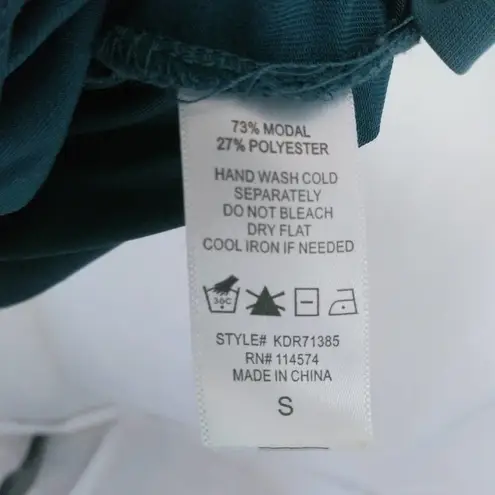 73% MODAL
27% POLYESTER
HAND WASH COLD
SEPARATELY
DO NOT BLEACH
DRY FLAT
COOL IRON IF NEEDED
30C
STYLE# KDR71385
RN# 114574
MADE IN CHINA
S